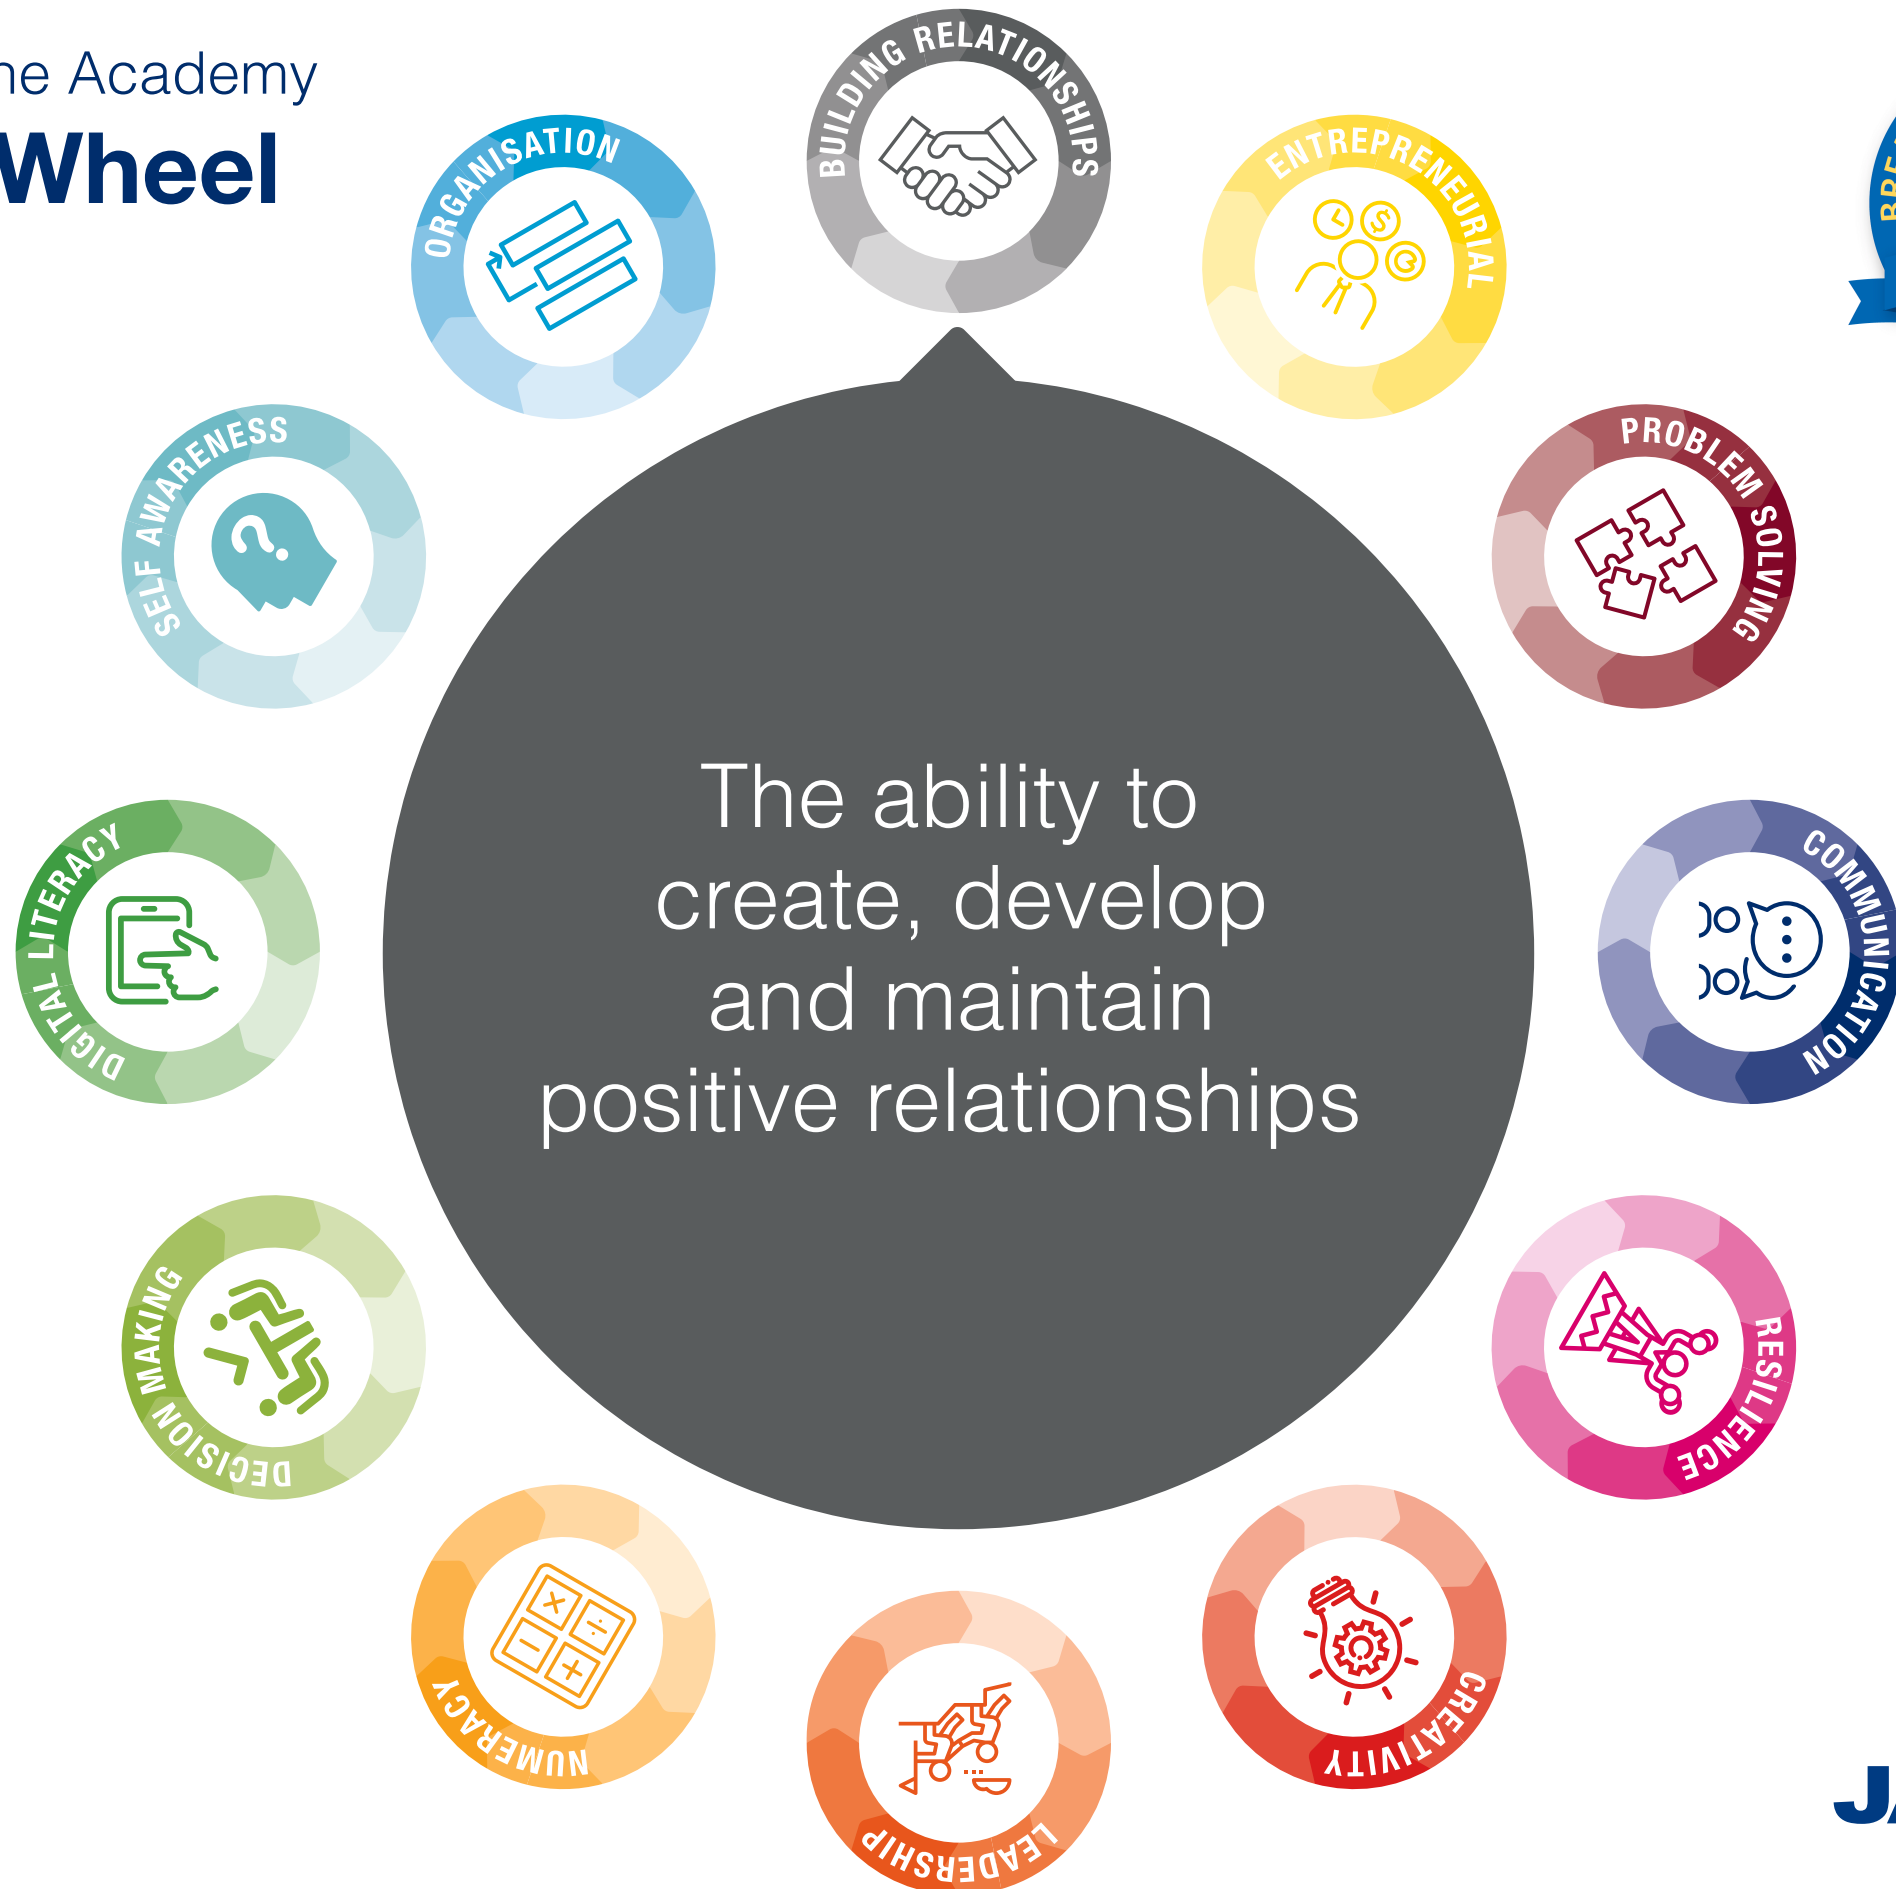 ne Academy
Wheel
BUILDING RELATIONSHIPS
ENTREPRENEURIAL
PROBLEM SOLVING
COMMUNICATION
RESILIENCE
CREATIVITY
LEADERSHIP
NUMERACY
DECISION MAKING
DIGITAL LITERACY
SELF AWARENESS
ORGANISATION
The ability to
create, develop
and maintain
positive relationships